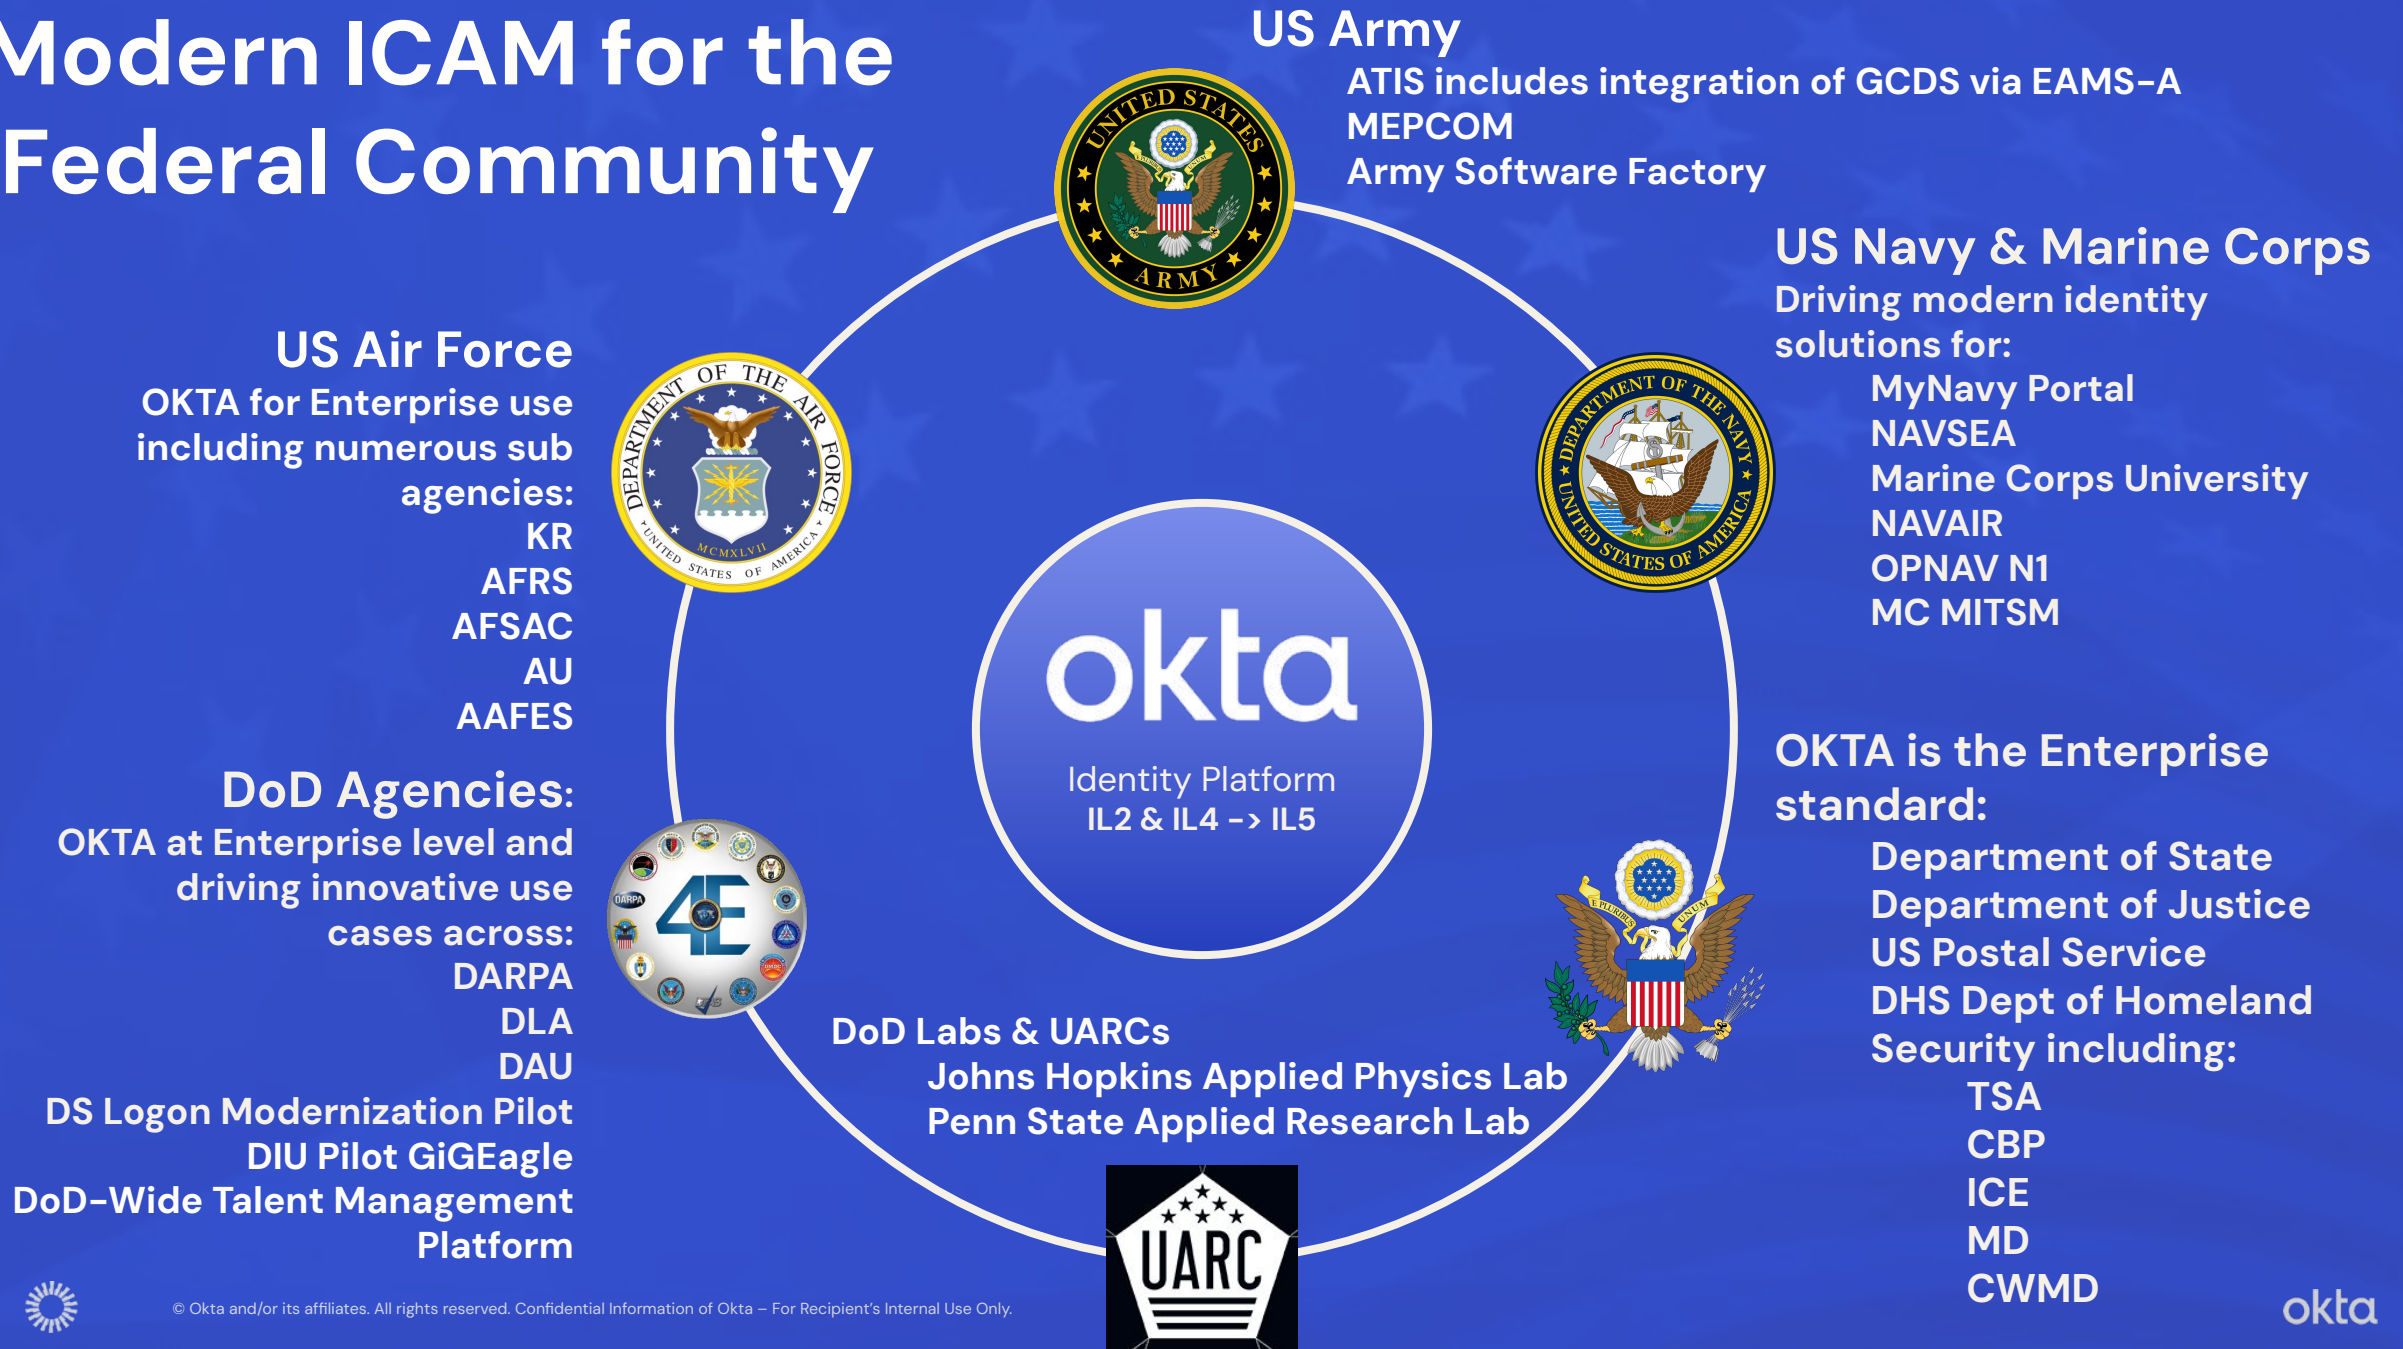 Modern ICAM for the
Federal Community
US Army
ATIS includes integration of GCDS via EAMS-A
MEPCOM
Army Software Factory
UNITED STATES
ARMY
US Navy & Marine Corps
Driving modern identity
solutions for:
MyNavy Portal
NAVSEA
Marine Corps University
NAVAIR
OPNAV N1
MC MITSM
DEPARTMENT OF THE NAVY
UNITED STATES OF AMERICA
US Air Force
OKTA for Enterprise use
including numerous sub
agencies:
KR
AFRS
AFSAC
AU
AAFES
DEPARTMENT OF THE AIR FORCE
MCMXLVII
UNITED STATES OF AMERICA
okta
Identity Platform
IL2 & IL4 -> IL5
OKTA is the Enterprise
standard:
Department of State
Department of Justice
US Postal Service
DHS Dept of Homeland
Security including:
TSA
CBP
ICE
MD
CWMD
E PLURIBUS UNUM
DoD Agencies:
OKTA at Enterprise level and
driving innovative use
cases across:
DARPA
DLA
DAU
DS Logon Modernization Pilot
DIU Pilot GiGEagle
DoD-Wide Talent Management
Platform
4E
DARPA
DoD Labs & UARCs
Johns Hopkins Applied Physics Lab
Penn State Applied Research Lab
UARC
© Okta and/or its affiliates. All rights reserved. Confidential Information of Okta – For Recipient's Internal Use Only.
okta